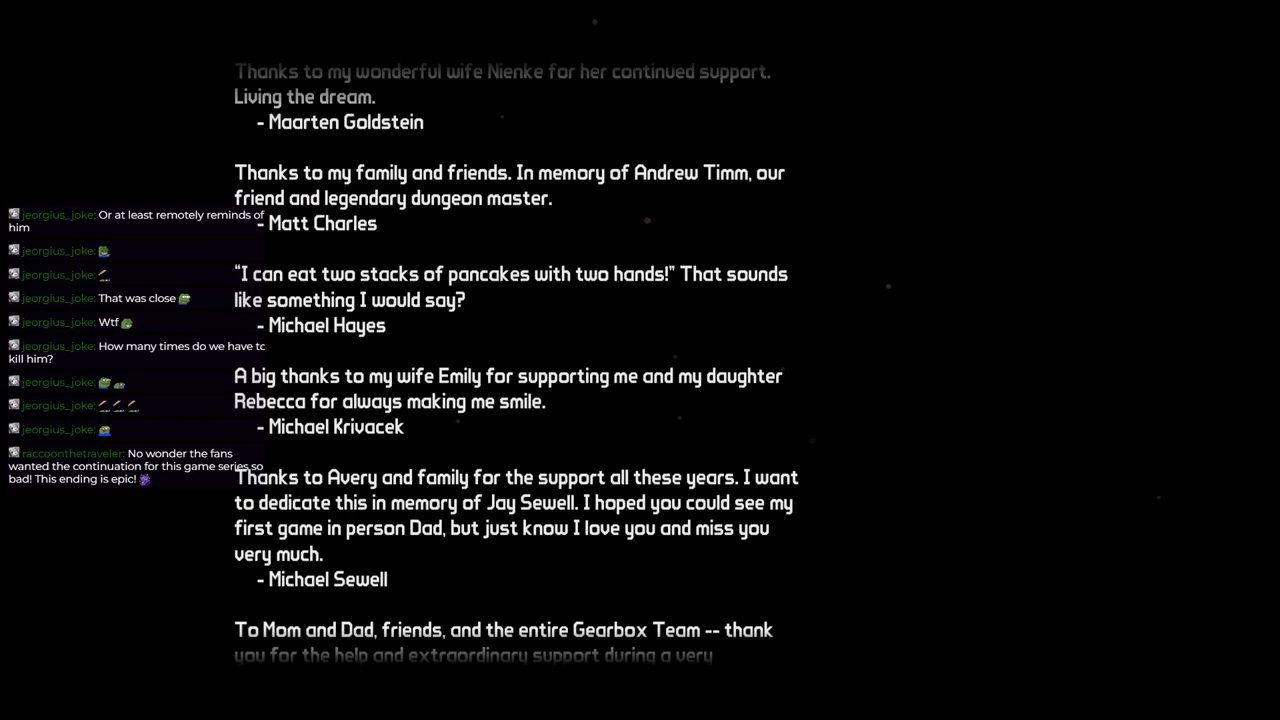 Thanks to my wonderful wife Nienke for her continued support.
Living the dream.
- Maarten Goldstein
Thanks to my family and friends. In memory of Andrew Timm, our
friend and legendary dungeon master.
- Matt Charles
"I can eat two stacks of pancakes with two hands!" That sounds
like something I would say?
- Michael Hayes
A big thanks to my wife Emily for supporting me and my daughter
Rebecca for always making me smile.
- Michael Krivacek
Thanks to Avery and family for the support all these years. I want
to dedicate this in memory of Jay Sewell. I hoped you could see my
first game in person Dad, but just know I love you and miss you
very much.
- Michael Sewell
To Mom and Dad, friends, and the entire Gearbox Team -- thank
you for the help and extraordinary support during a very
jeorgius_joke: Or at least remotely reminds of
him
jeorgius_joke:
jeorgius_joke:
jeorgius_joke: That was close
jeorgius_joke: Wtf
jeorgius_joke: How many times do we have to
kill him?
jeorgius_joke:
jeorgius_joke:
jeorgius_joke:
raccoonthetraveler: No wonder the fans
wanted the continuation for this game series so
bad! This ending is epic!